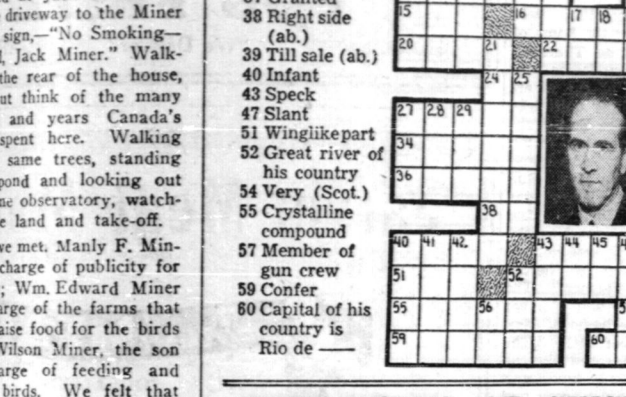 driveway to the Miner
sign,—"No Smoking—
Jack Miner." Walk-
the rear of the house,
but think of the many
and years Canada's
spent here. Walking
same trees, standing
pond and looking out
observatory, watch-
land and take-off.
met. Manly F. Min-
charge of publicity for
; Wm. Edward Miner
of the farms that
food for the birds
Wilson Miner, the son
of feeding and
birds. We felt that
38 Right side
(ab.)
39 Till sale (ab.)
40 Infant
43 Speck
47 Slant
51 Winglike part
52 Great river of
his country
54 Very (Scot.)
55 Crystalline
compound
57 Member of
gun crew
59 Confer
60 Capital of his
country is
Rio de ——
15 16 17 18
20 21 22
24 25
27 28 29
34
36
38
40 41 42 43 44 45
51 52
55 56
59 60